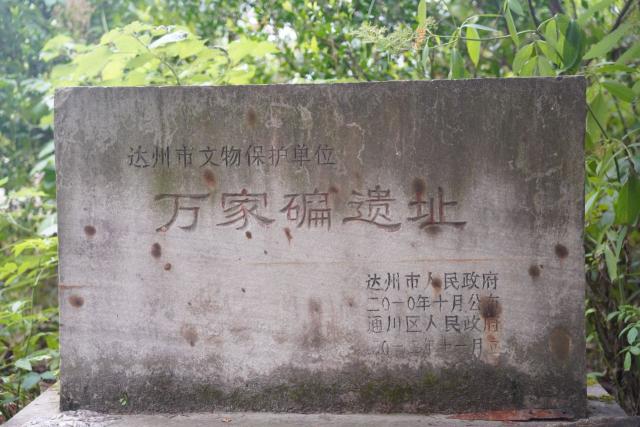 达州市文物保护单位
万家碥遗址
达州市人民政府
二〇一〇年十月公布
通川区人民政府
年十一月立